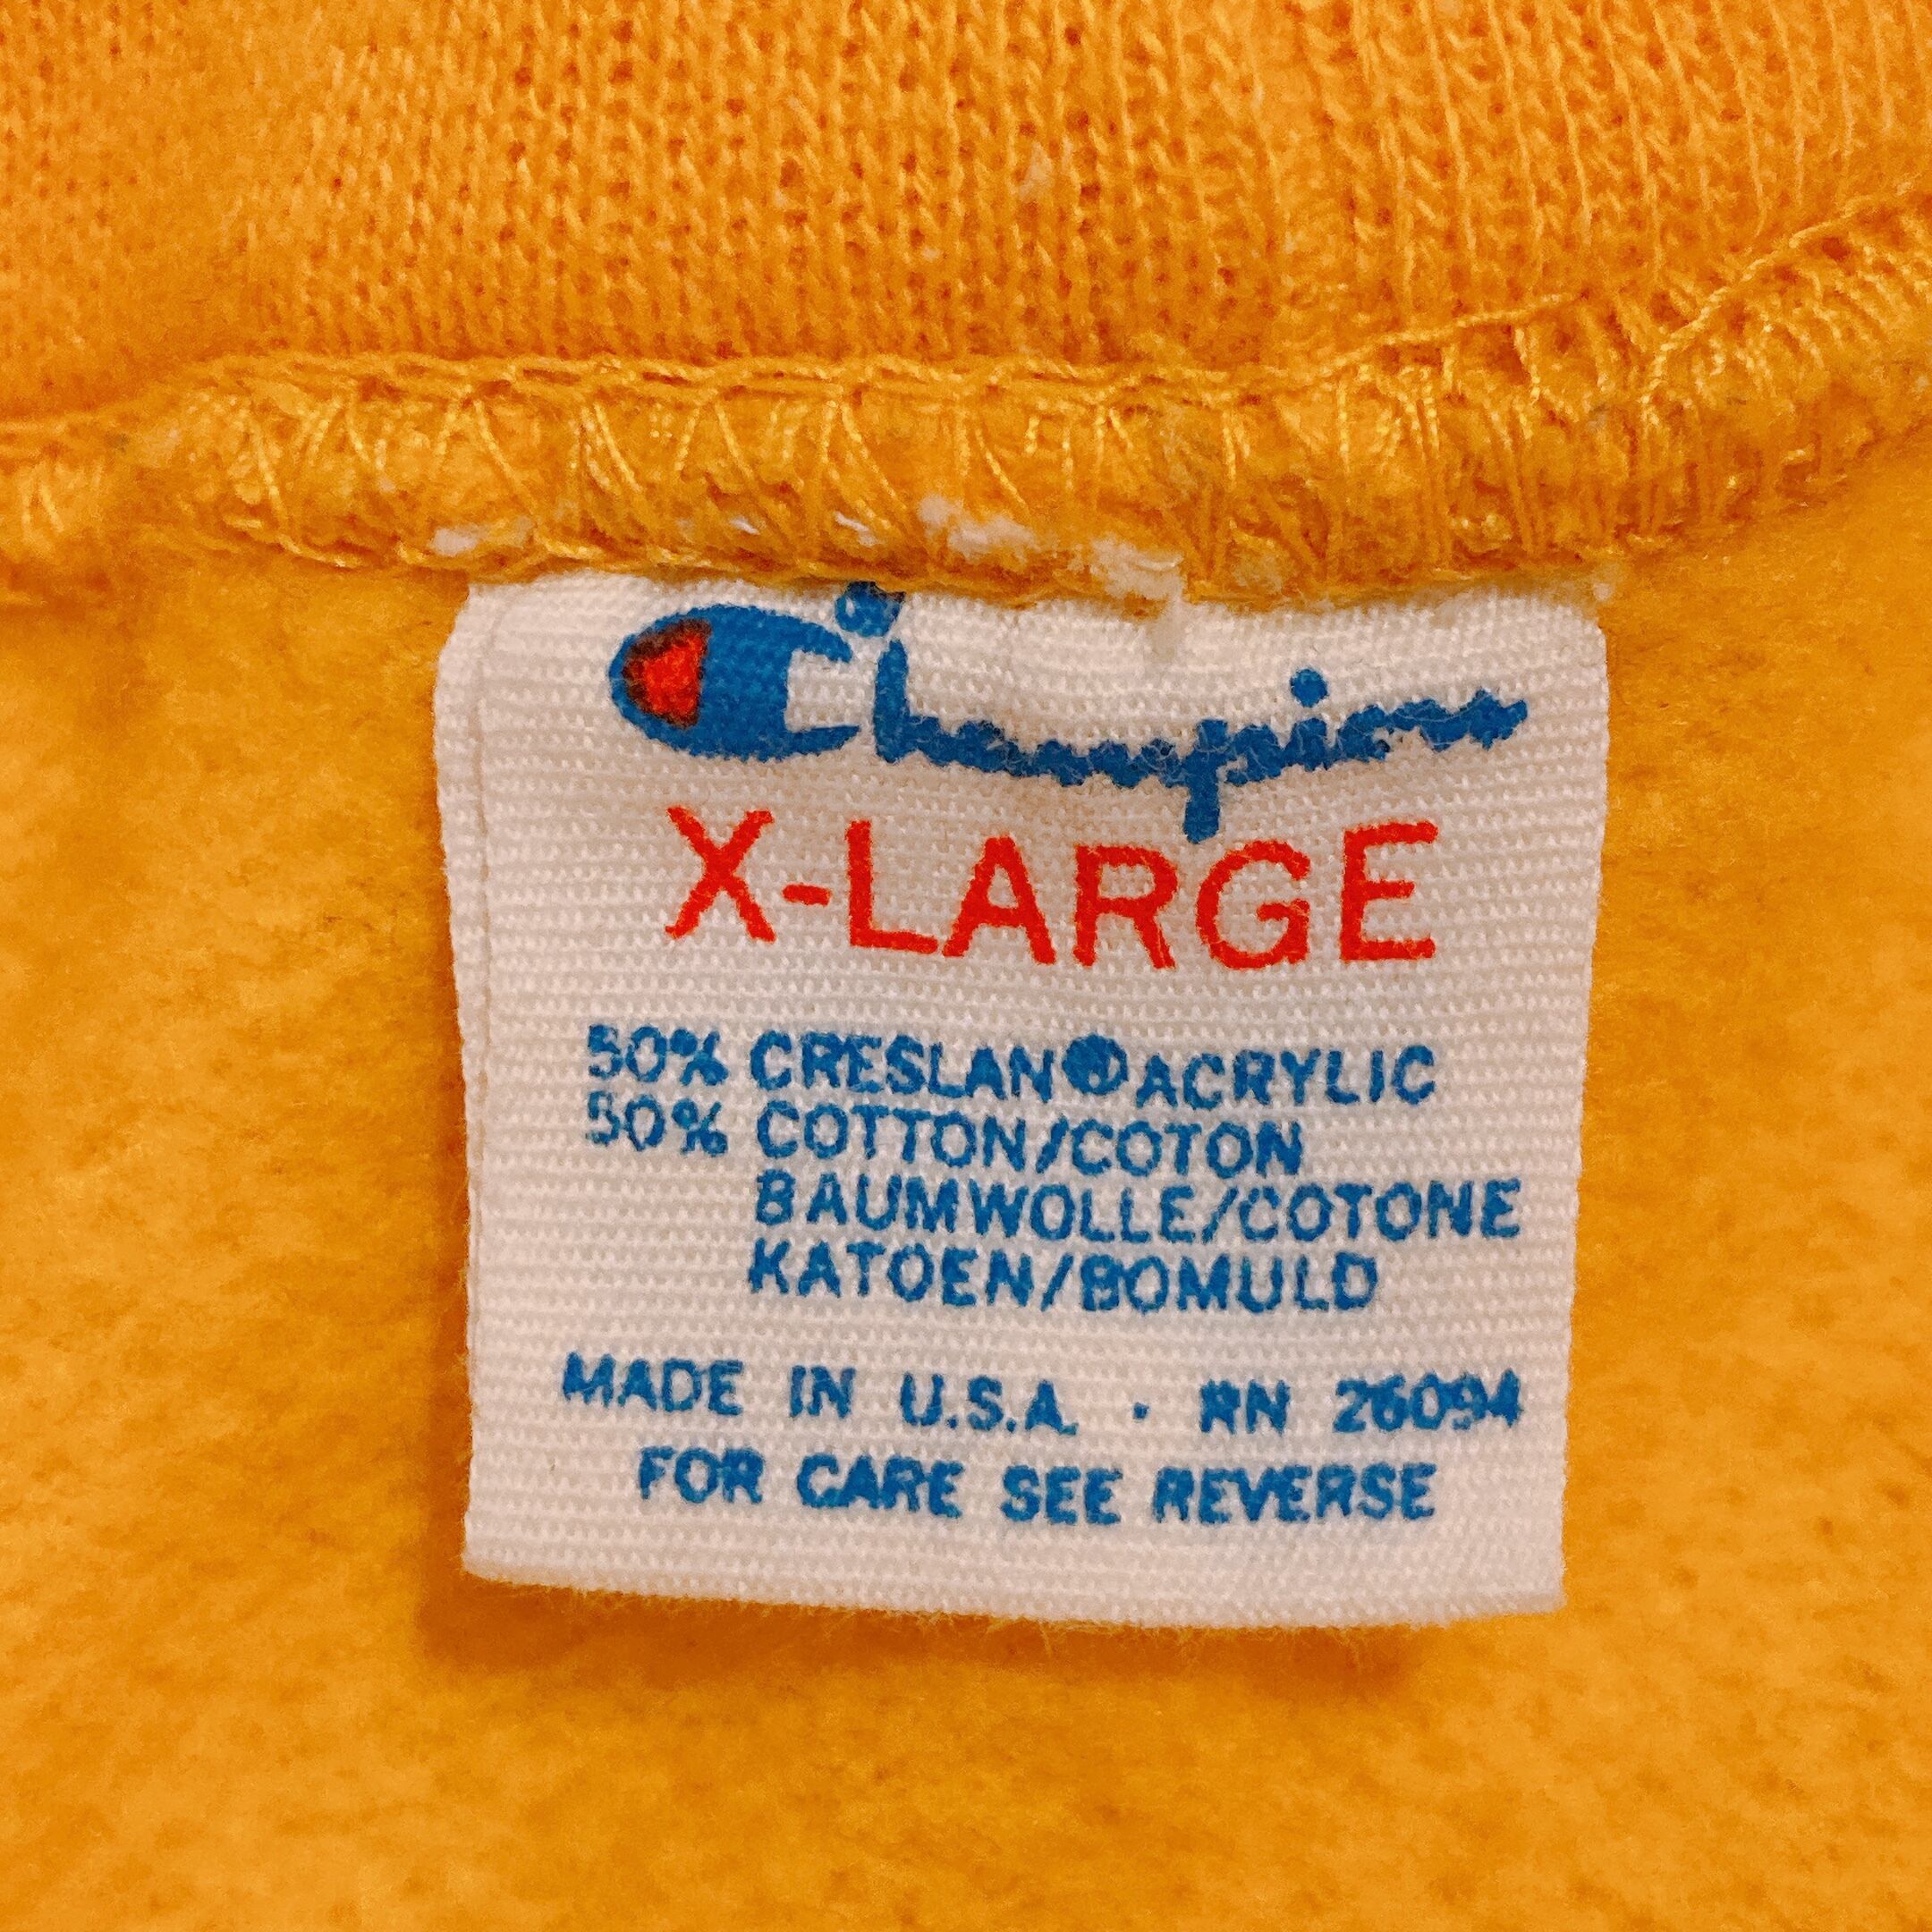 Champion
X-LARGE
50% CRESLAN® ACRYLIC
50% COTTON/COTON
BAUMWOLLE/COTONE
KATOEN/BOMULD
MADE IN U.S.A. · RN 26094
FOR CARE SEE REVERSE